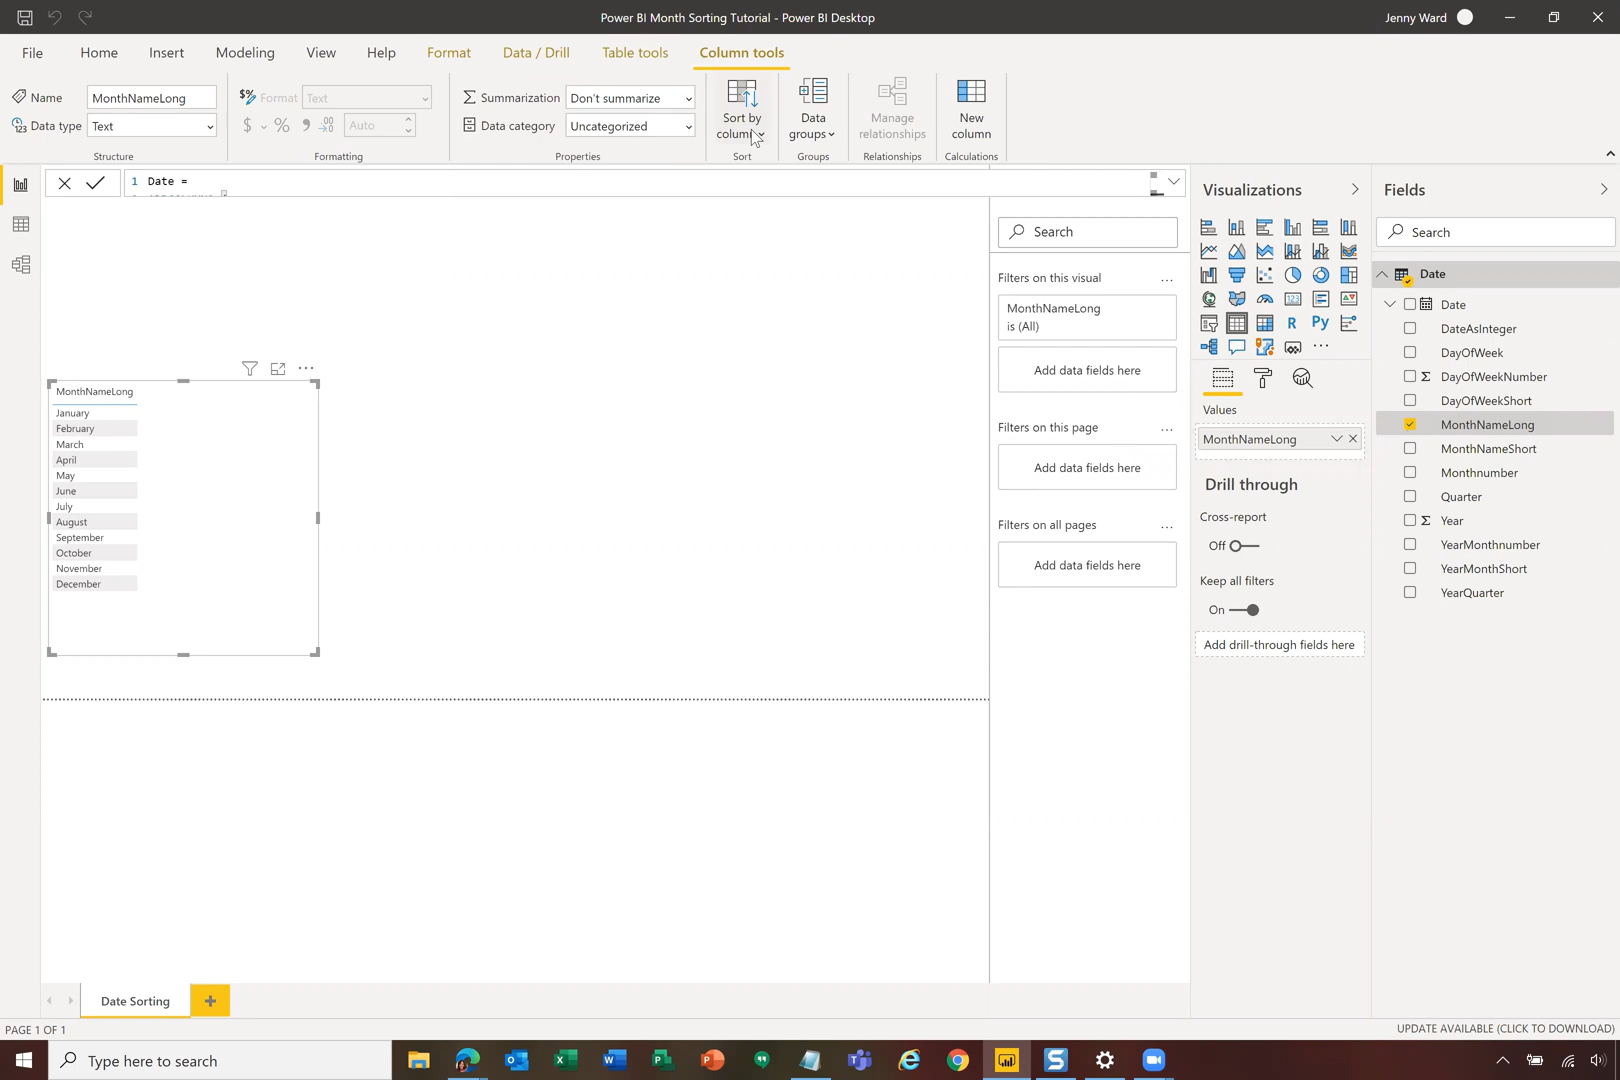 Power BI Month Sorting Tutorial - Power BI Desktop
Jenny Ward
File
Home
Insert
Modeling
View
Help
Format
Data / Drill
Table tools
Column tools
Name
MonthNameLong
Data type
Text
Structure
Format
Text
$ % 9 .00
Auto
Formatting
Summarization
Don't summarize
Data category
Uncategorized
Properties
Sort by
column
Sort
Data
groups
Groups
Manage
relationships
Relationships
New
column
Calculations
1 Date =
MonthNameLong
January
February
March
April
May
June
July
August
September
October
November
December
Search
Filters on this visual
...
MonthNameLong
is (All)
Add data fields here
Filters on this page
...
Add data fields here
Filters on all pages
...
Add data fields here
Visualizations
123
R
Py
...
Values
MonthNameLong
Drill through
Cross-report
Off
Keep all filters
On
Add drill-through fields here
Fields
Search
Date
Date
DateAsInteger
DayOfWeek
Σ DayOfWeekNumber
DayOfWeekShort
MonthNameLong
MonthNameShort
Monthnumber
Quarter
Σ Year
YearMonthnumber
YearMonthShort
YearQuarter
Date Sorting
+
PAGE 1 OF 1
UPDATE AVAILABLE (CLICK TO DOWNLOAD)
Type here to search